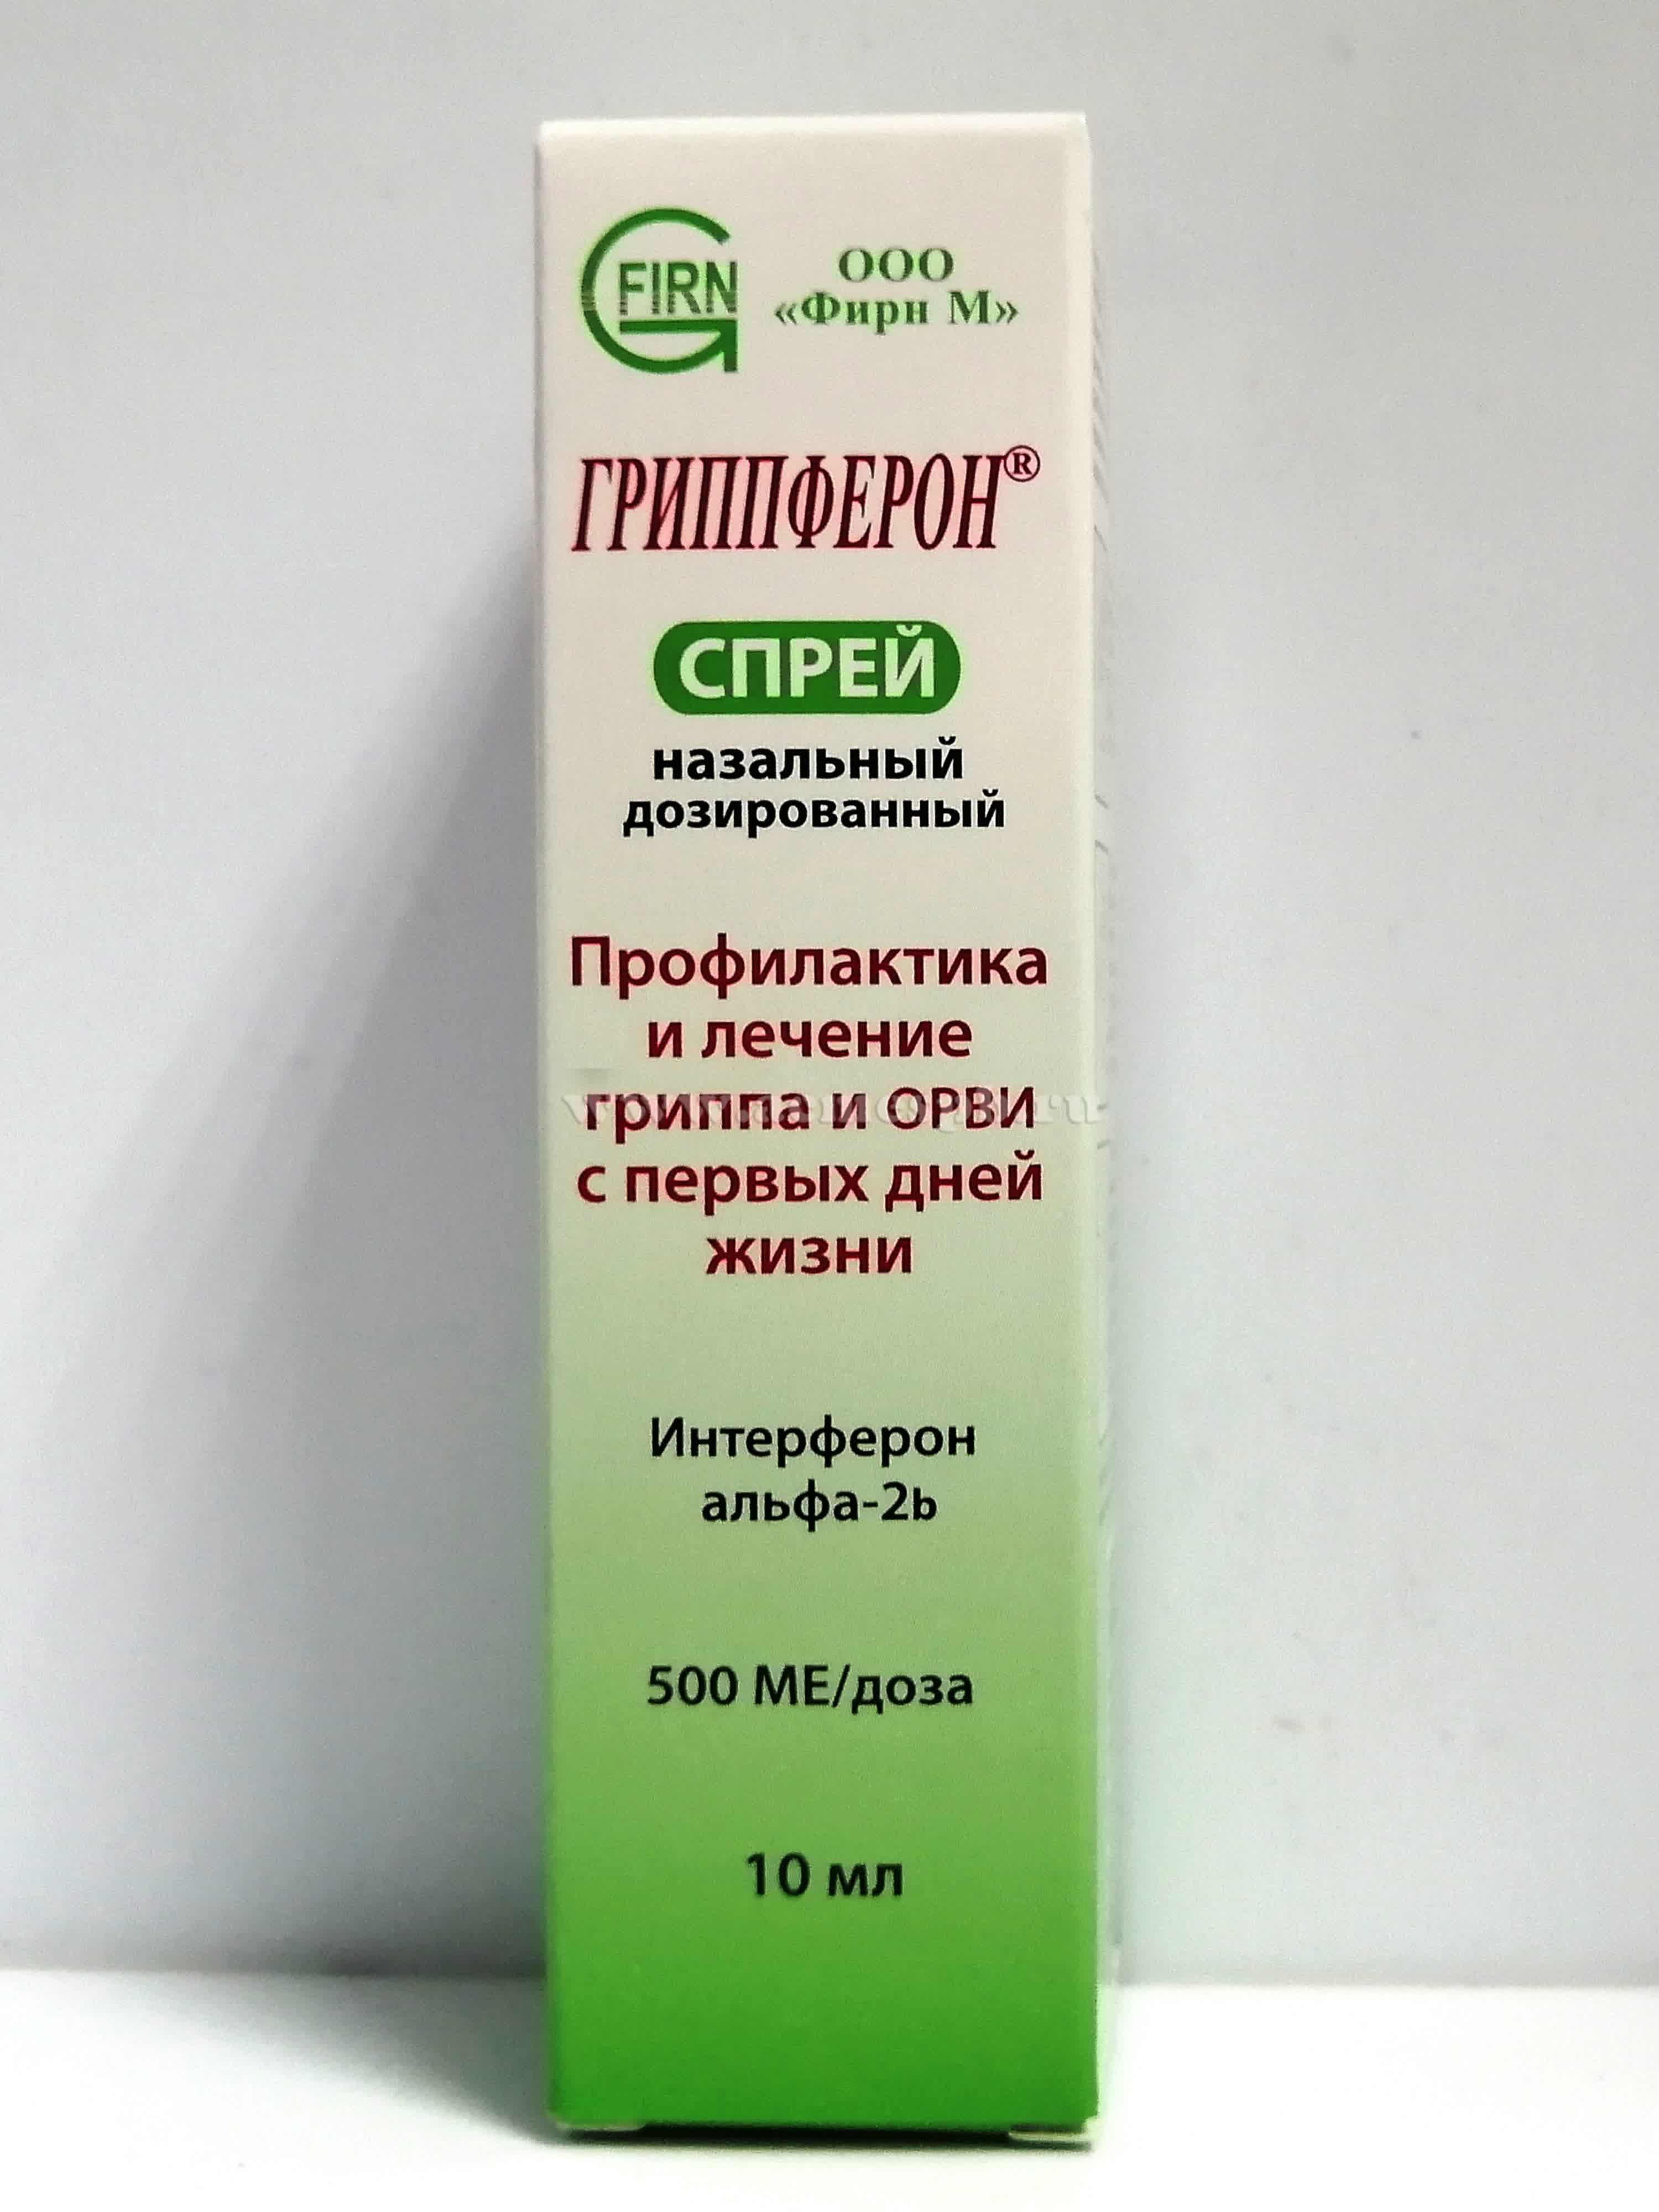 FIRN
ООО
«Фирн М»
ГРИППФЕРОН®
СПРЕЙ
назальный
дозированный
Профилактика
и лечение
гриппа и ОРВИ
с первых дней
жизни
Интерферон
альфа-2b
500 МЕ/доза
10 мл